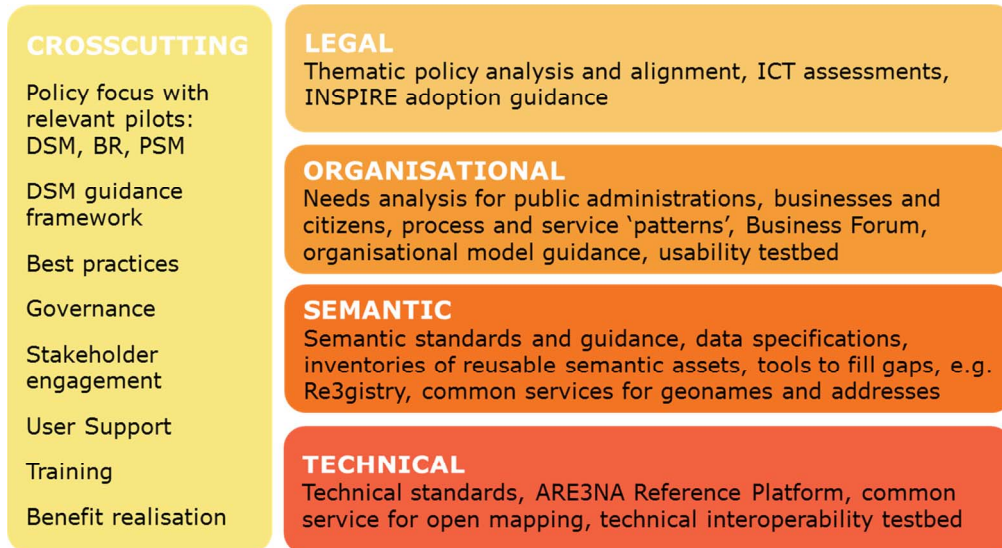 CROSSCUTTING
Policy focus with
relevant pilots:
DSM, BR, PSM
DSM guidance
framework
Best practices
Governance
Stakeholder
engagement
User Support
Training
Benefit realisation
LEGAL
Thematic policy analysis and alignment, ICT assessments,
INSPIRE adoption guidance
ORGANISATIONAL
Needs analysis for public administrations, businesses and
citizens, process and service ‘patterns’, Business Forum,
organisational model guidance, usability testbed
SEMANTIC
Semantic standards and guidance, data specifications,
inventories of reusable semantic assets, tools to fill gaps, e.g.
Re3gistry, common services for geonames and addresses
TECHNICAL
Technical standards, ARE3NA Reference Platform, common
service for open mapping, technical interoperability testbed